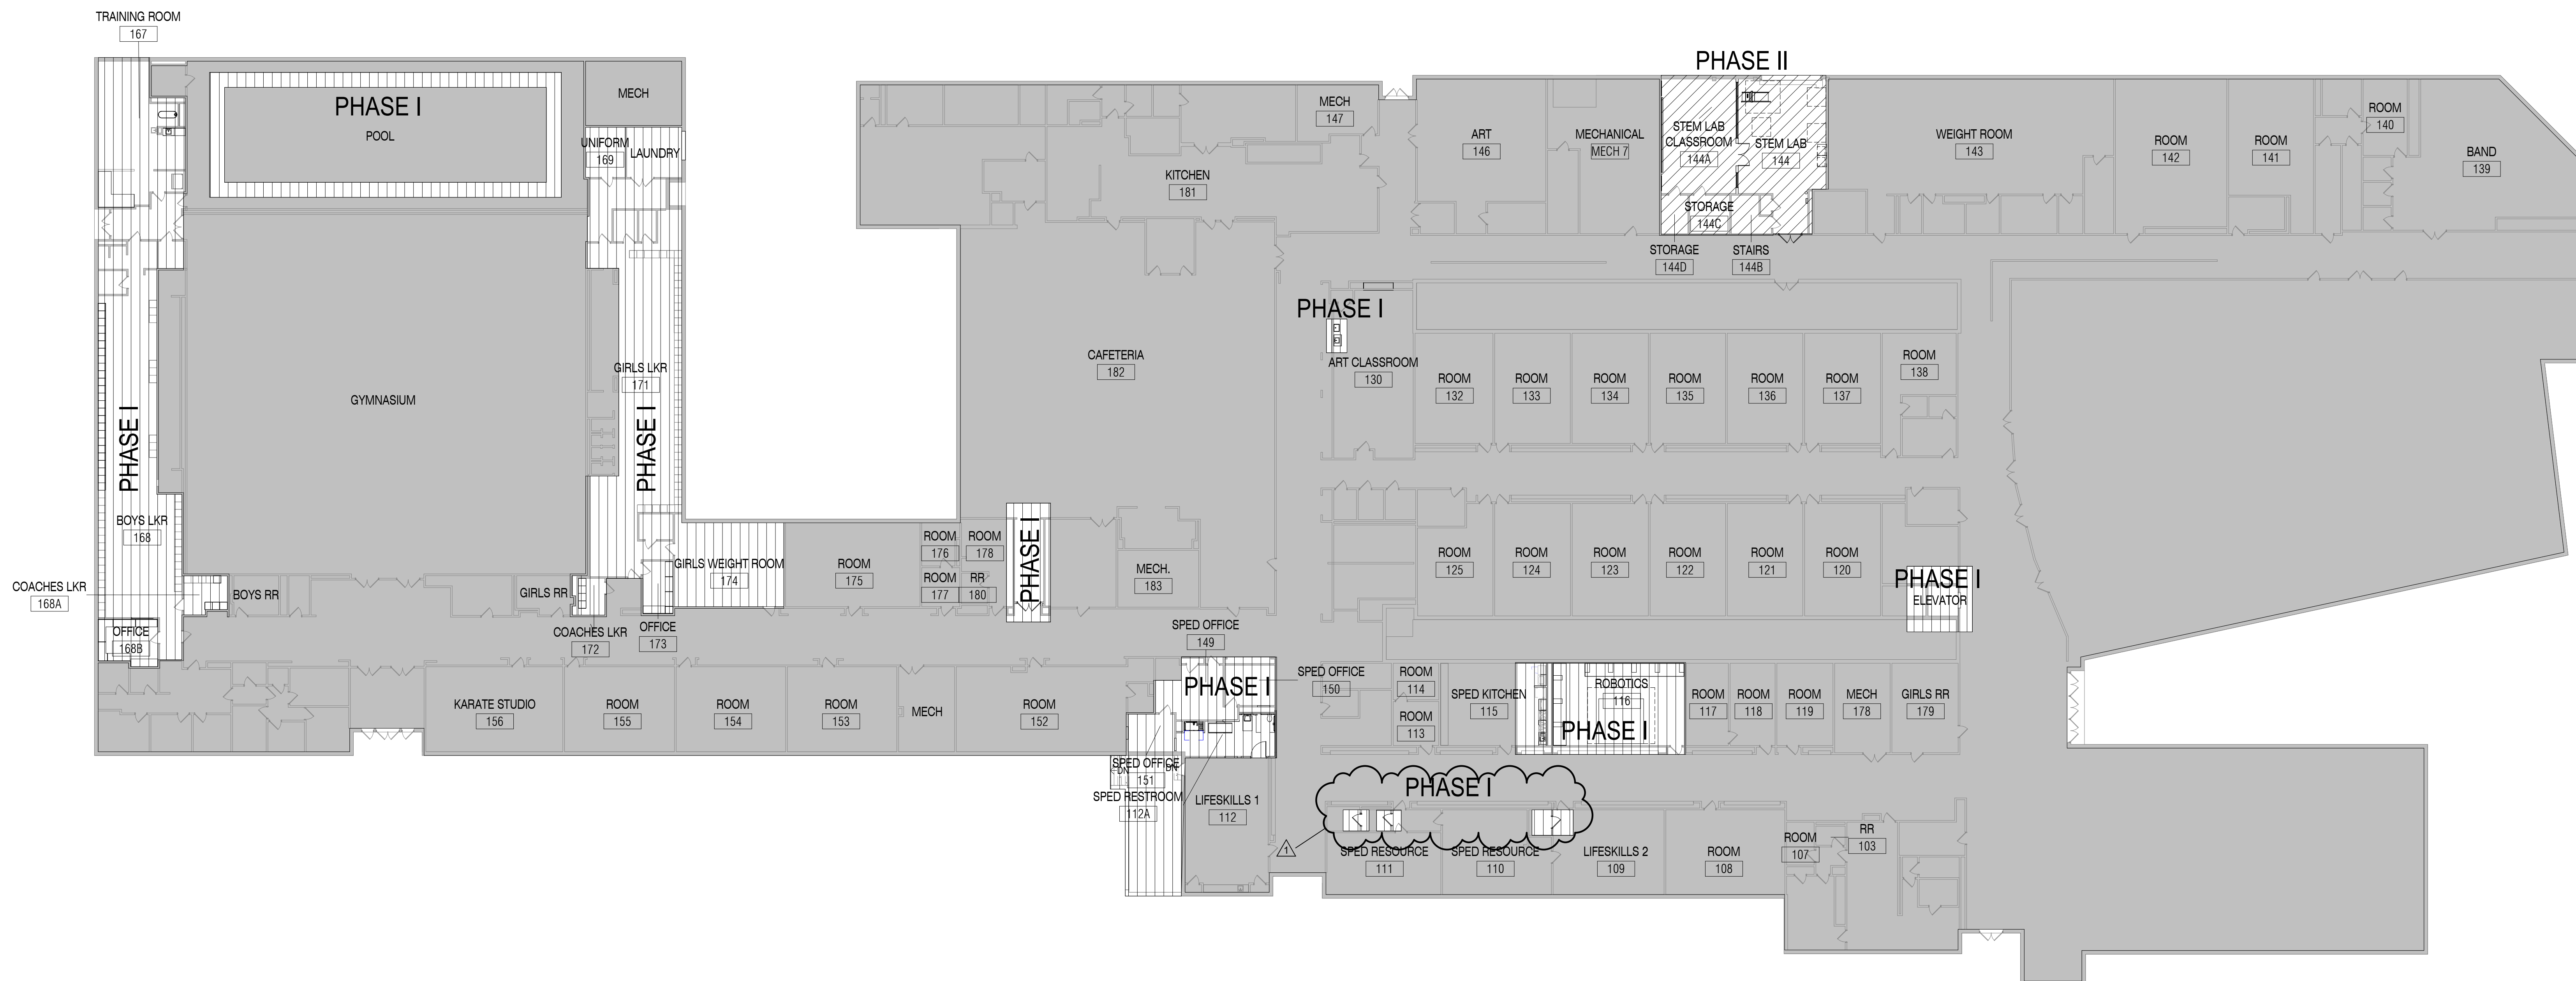 TRAINING ROOM
167
PHASE I
POOL
MECH
UNIFORM
169
LAUNDRY
GYMNASIUM
PHASE I
BOYS LKR
168
COACHES LKR
168A
OFFICE
168B
BOYS RR
GIRLS RR
GIRLS LKR
171
PHASE I
COACHES LKR
172
OFFICE
173
GIRLS WEIGHT ROOM
174
ROOM
175
ROOM
176
ROOM
177
ROOM
178
RR
180
PHASE I
MECH.
183
CAFETERIA
182
KITCHEN
181
MECH
147
ART
146
MECHANICAL
MECH 7
PHASE II
STEM LAB
CLASSROOM
144A
STEM LAB
144
STORAGE
144C
STORAGE
144D
STAIRS
144B
WEIGHT ROOM
143
ROOM
142
ROOM
141
ROOM
140
BAND
139
PHASE I
ART CLASSROOM
130
ROOM
132
ROOM
133
ROOM
134
ROOM
135
ROOM
136
ROOM
137
ROOM
138
ROOM
125
ROOM
124
ROOM
123
ROOM
122
ROOM
121
ROOM
120
PHASE I
ELEVATOR
KARATE STUDIO
156
ROOM
155
ROOM
154
ROOM
153
MECH
ROOM
152
SPED OFFICE
149
PHASE I
SPED OFFICE
150
SPED OFFICE
151
DN
DN
SPED RESTROOM
112A
LIFESKILLS 1
112
ROOM
114
ROOM
113
SPED KITCHEN
115
ROBOTICS
116
PHASE I
ROOM
117
ROOM
118
ROOM
119
MECH
178
GIRLS RR
179
PHASE I
1
SPED RESOURCE
111
SPED RESOURCE
110
LIFESKILLS 2
109
ROOM
108
ROOM
107
RR
103